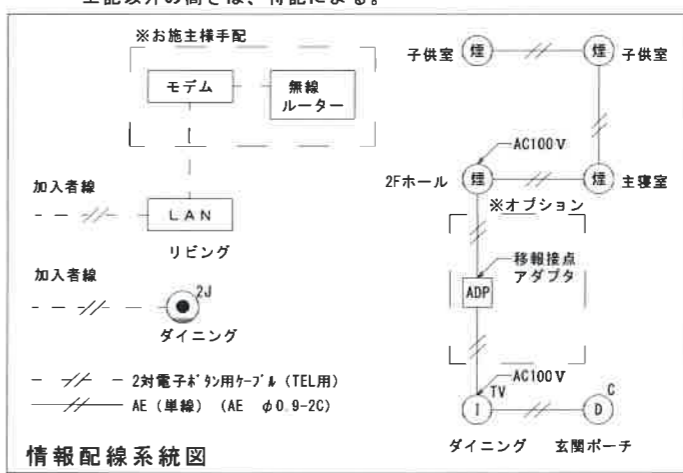 上記以外の高さは、特記による。
※お施主様手配
モデム
無線
ルーター
加入者線
LAN
リビング
加入者線
2J
ダイニング
2対電子ボタン用ケーブル (TEL用)
AE (単線) (AE φ0.9-2C)
情報配線系統図
子供室 煙
煙 子供室
AC100V
2Fホール 煙
煙 主寝室
※オプション
移報接点
アダプタ
ADP
AC100V
TV
I
C
D
ダイニング 玄関ポーチ